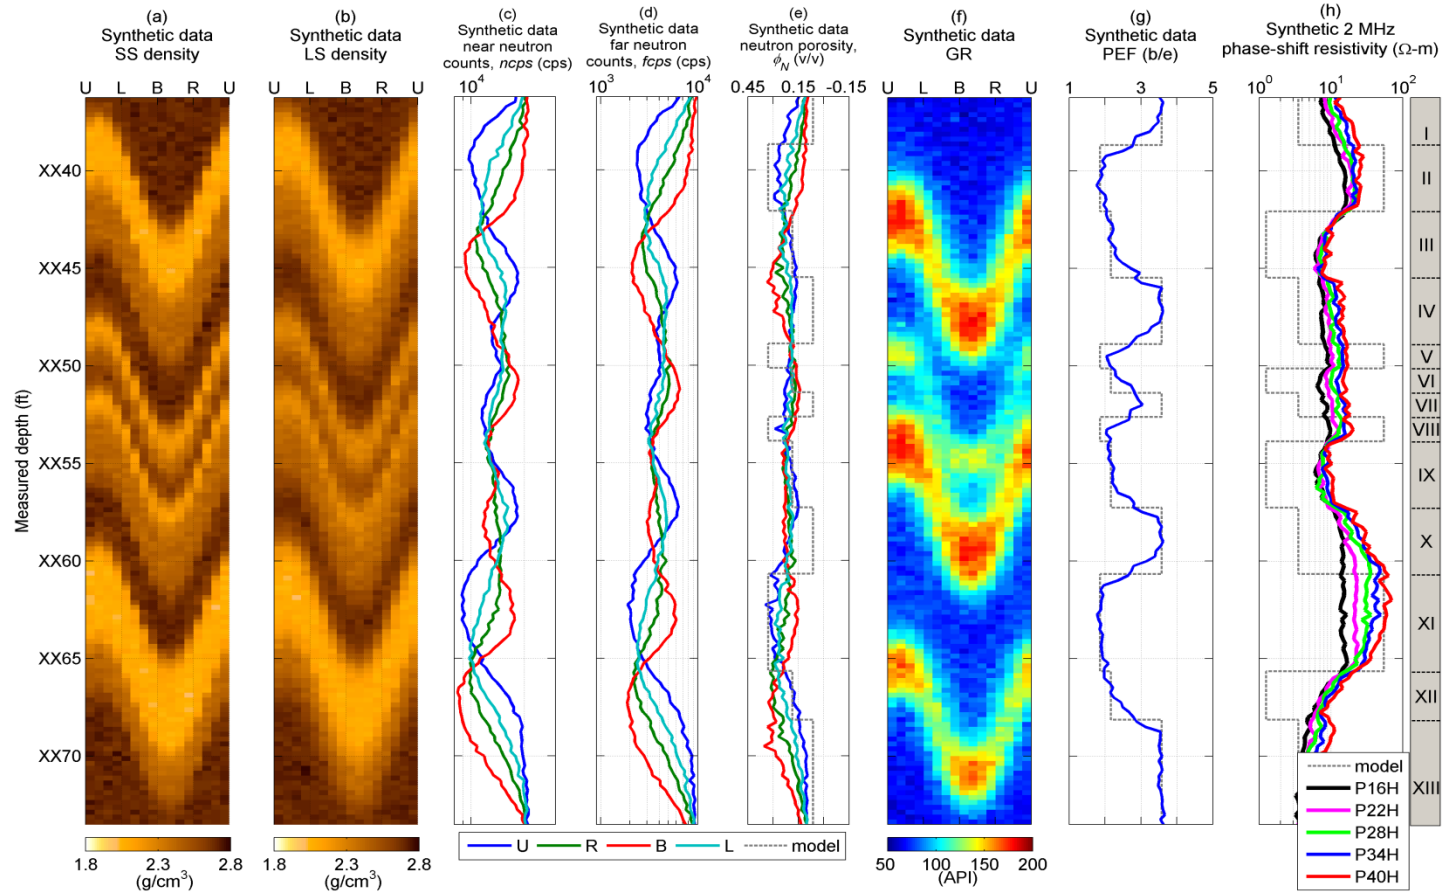 (a)
Synthetic data
SS density
(b)
Synthetic data
LS density
(c)
Synthetic data
near neutron
counts, ncps (cps)
(d)
Synthetic data
far neutron
counts, fcps (cps)
(e)
Synthetic data
neutron porosity,
ϕN (v/v)
(f)
Synthetic data
GR
(g)
Synthetic data
PEF (b/e)
(h)
Synthetic 2 MHz
phase-shift resistivity (Ω-m)
U L B R U
U L B R U
10^4
10^3 10^4
0.45 0.15 -0.15
U L B R U
1 3 5
10^0 10^1 10^2
Measured depth (ft)
XX40
XX45
XX50
XX55
XX60
XX65
XX70
I
II
III
IV
V
VI
VII
VIII
IX
X
XI
XII
XIII
1.8 2.3 2.8
(g/cm³)
1.8 2.3 2.8
(g/cm³)
U R B L model
50 100 150 200
(API)
model
P16H
P22H
P28H
P34H
P40H